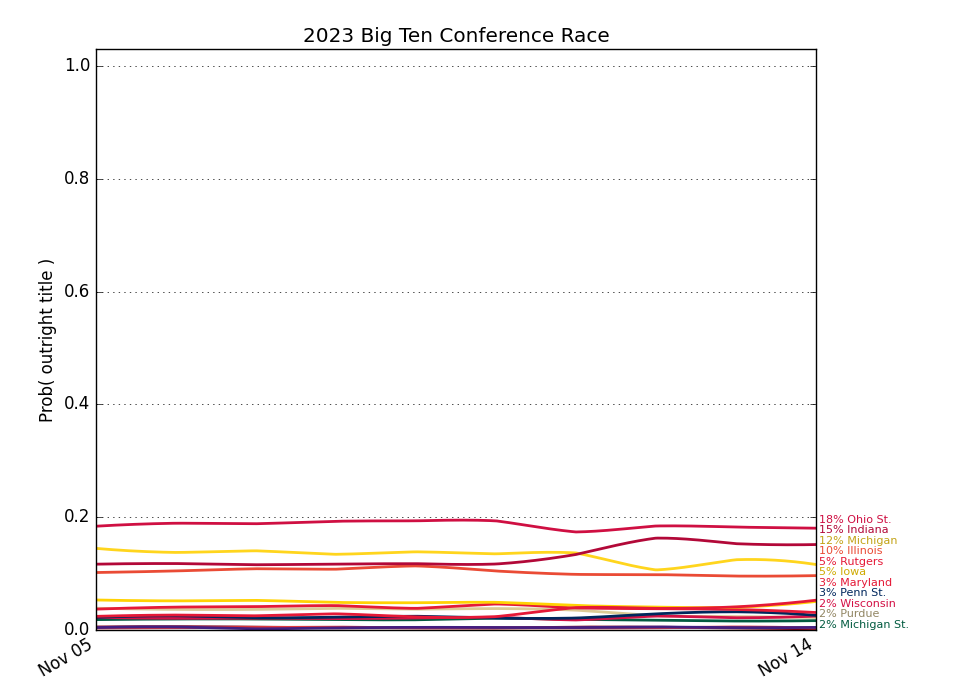 2023 Big Ten Conference Race
Prob( outright title )
1.0
0.8
0.6
0.4
0.2
0.0
Nov 05
Nov 14
18% Ohio St.
15% Indiana
12% Michigan
10% Illinois
5% Rutgers
5% Iowa
3% Maryland
3% Penn St.
2% Wisconsin
2% Purdue
2% Michigan St.